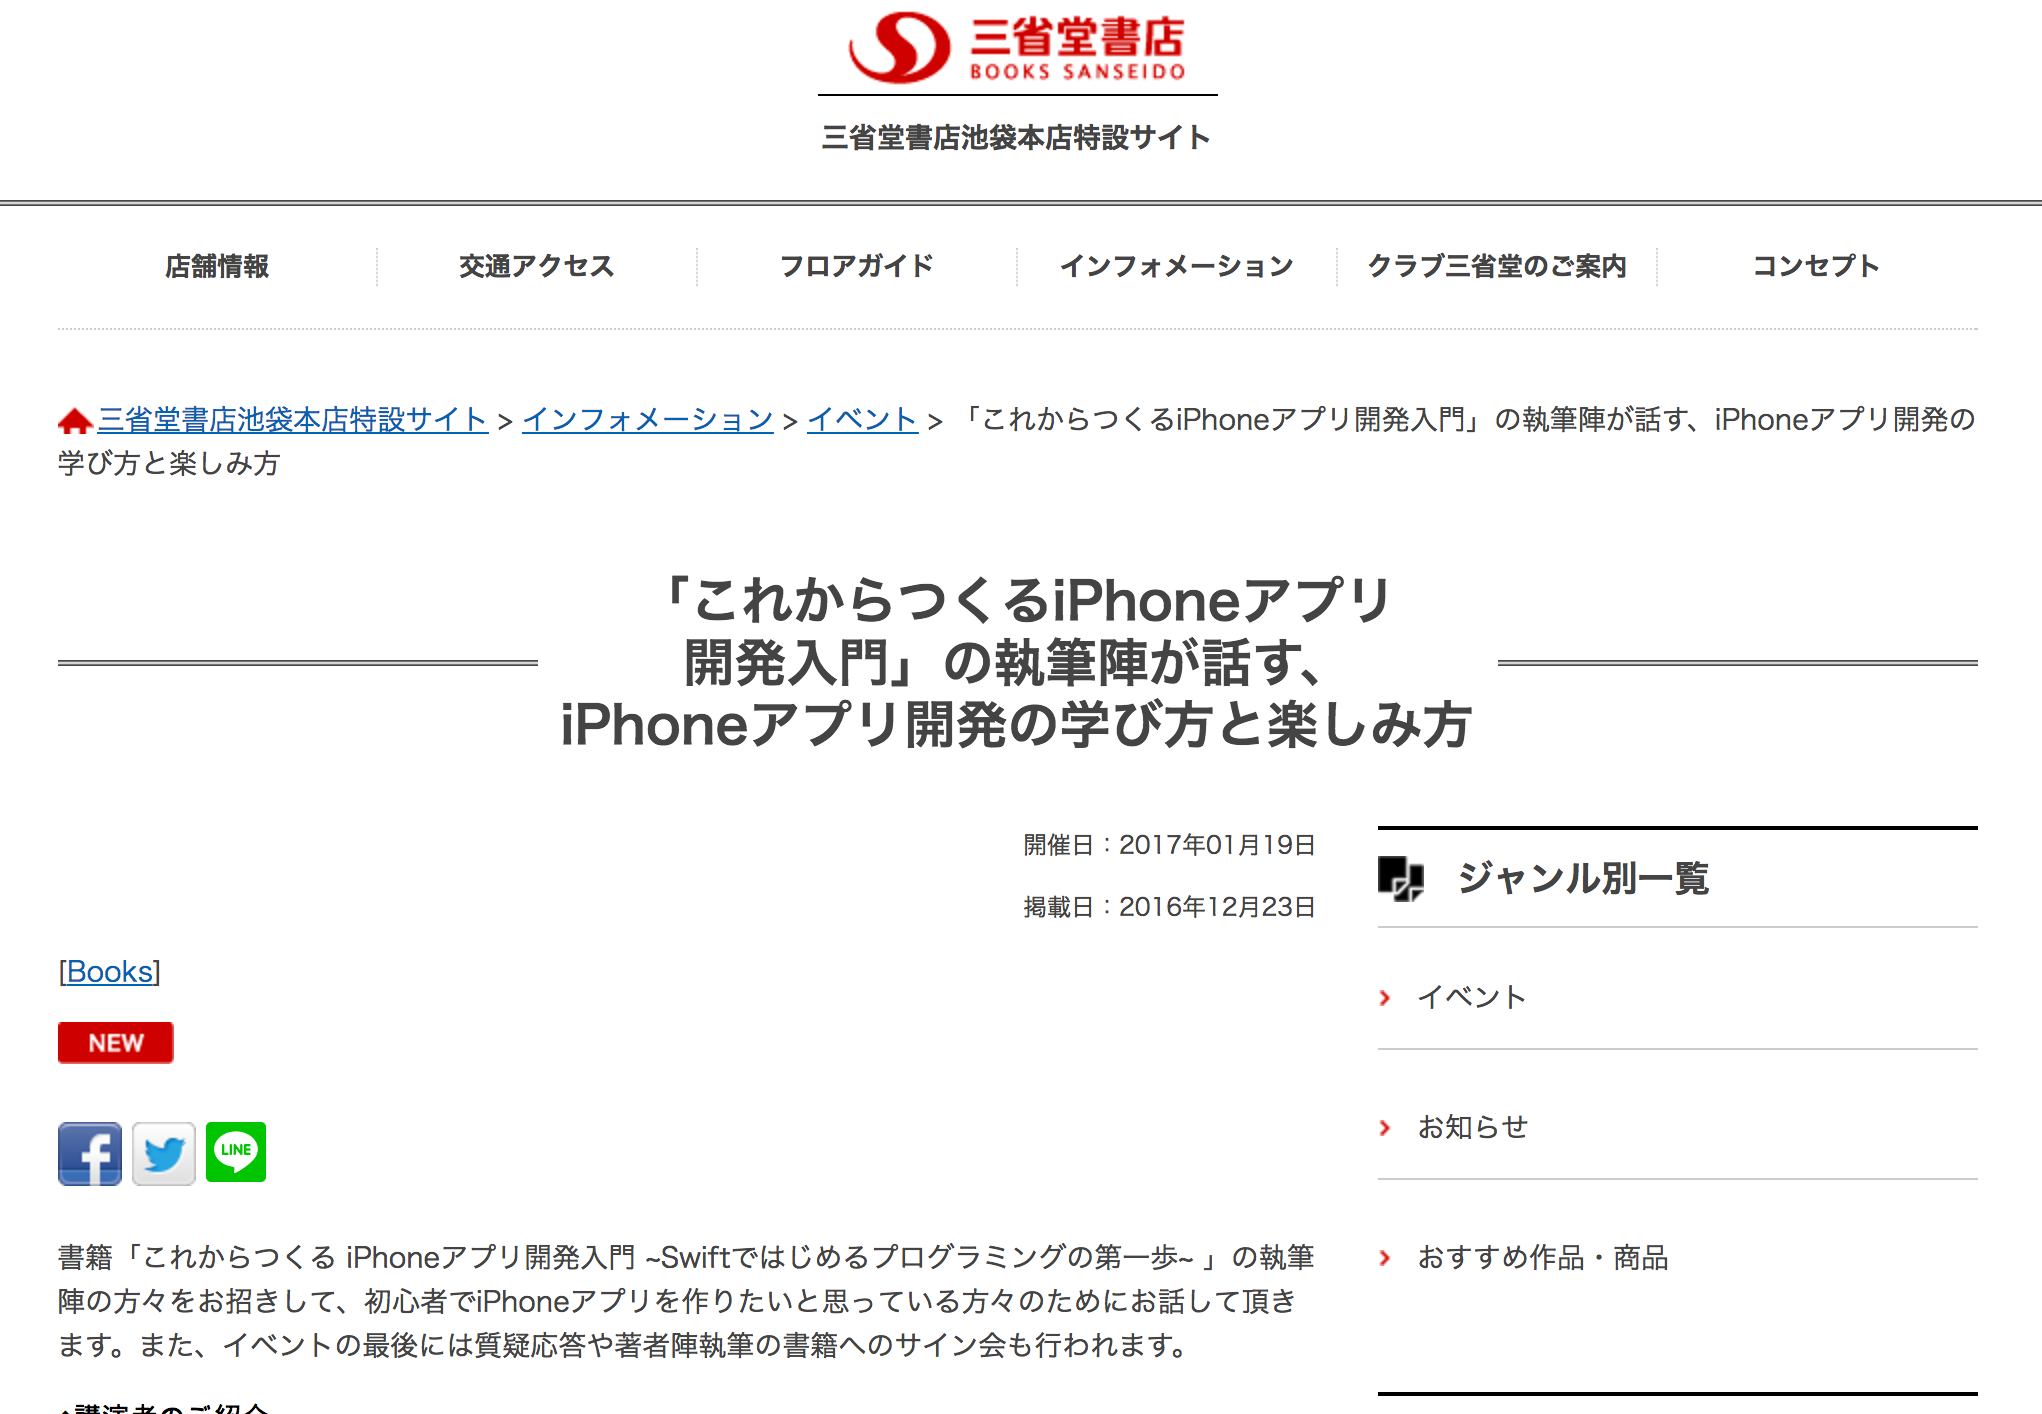 三省堂書店
BOOKS SANSEIDO
三省堂書店池袋本店特設サイト
店舗情報
交通アクセス
フロアガイド
インフォメーション
クラブ三省堂のご案内
コンセプト
三省堂書店池袋本店特設サイト > インフォメーション > イベント > 「これからつくるiPhoneアプリ開発入門」の執筆陣が話す、iPhoneアプリ開発の
学び方と楽しみ方
「これからつくるiPhoneアプリ
開発入門」の執筆陣が話す、
iPhoneアプリ開発の学び方と楽しみ方
開催日：2017年01月19日
掲載日：2016年12月23日
[Books]
NEW
LINE
書籍「これからつくる iPhoneアプリ開発入門 ~Swiftではじめるプログラミングの第一歩~ 」の執筆
陣の方々をお招きして、初心者でiPhoneアプリを作りたいと思っている方々のためにお話して頂き
ます。また、イベントの最後には質疑応答や著者陣執筆の書籍へのサイン会も行われます。
講演者のご紹介
ジャンル別一覧
イベント
お知らせ
おすすめ作品・商品